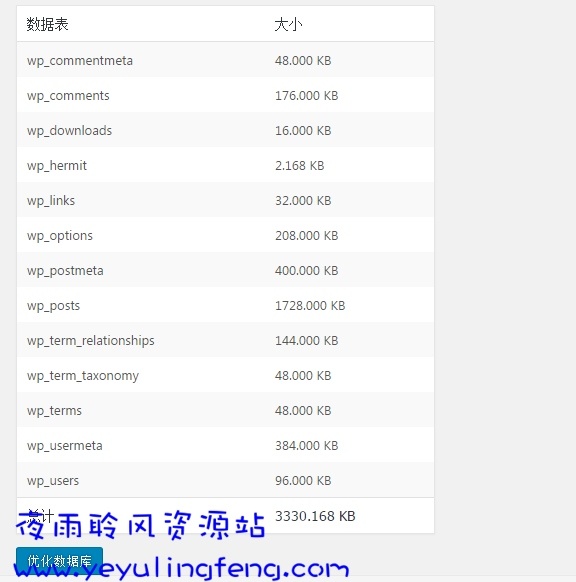 数据表 大小
wp_commentmeta 48.000 KB
wp_comments 176.000 KB
wp_downloads 16.000 KB
wp_hermit 2.168 KB
wp_links 32.000 KB
wp_options 208.000 KB
wp_postmeta 400.000 KB
wp_posts 1728.000 KB
wp_term_relationships 144.000 KB
wp_term_taxonomy 48.000 KB
wp_terms 48.000 KB
wp_usermeta 384.000 KB
wp_users 96.000 KB
总计 3330.168 KB
夜雨聆风资源站
优化数据库
www.yeyulingfeng.com